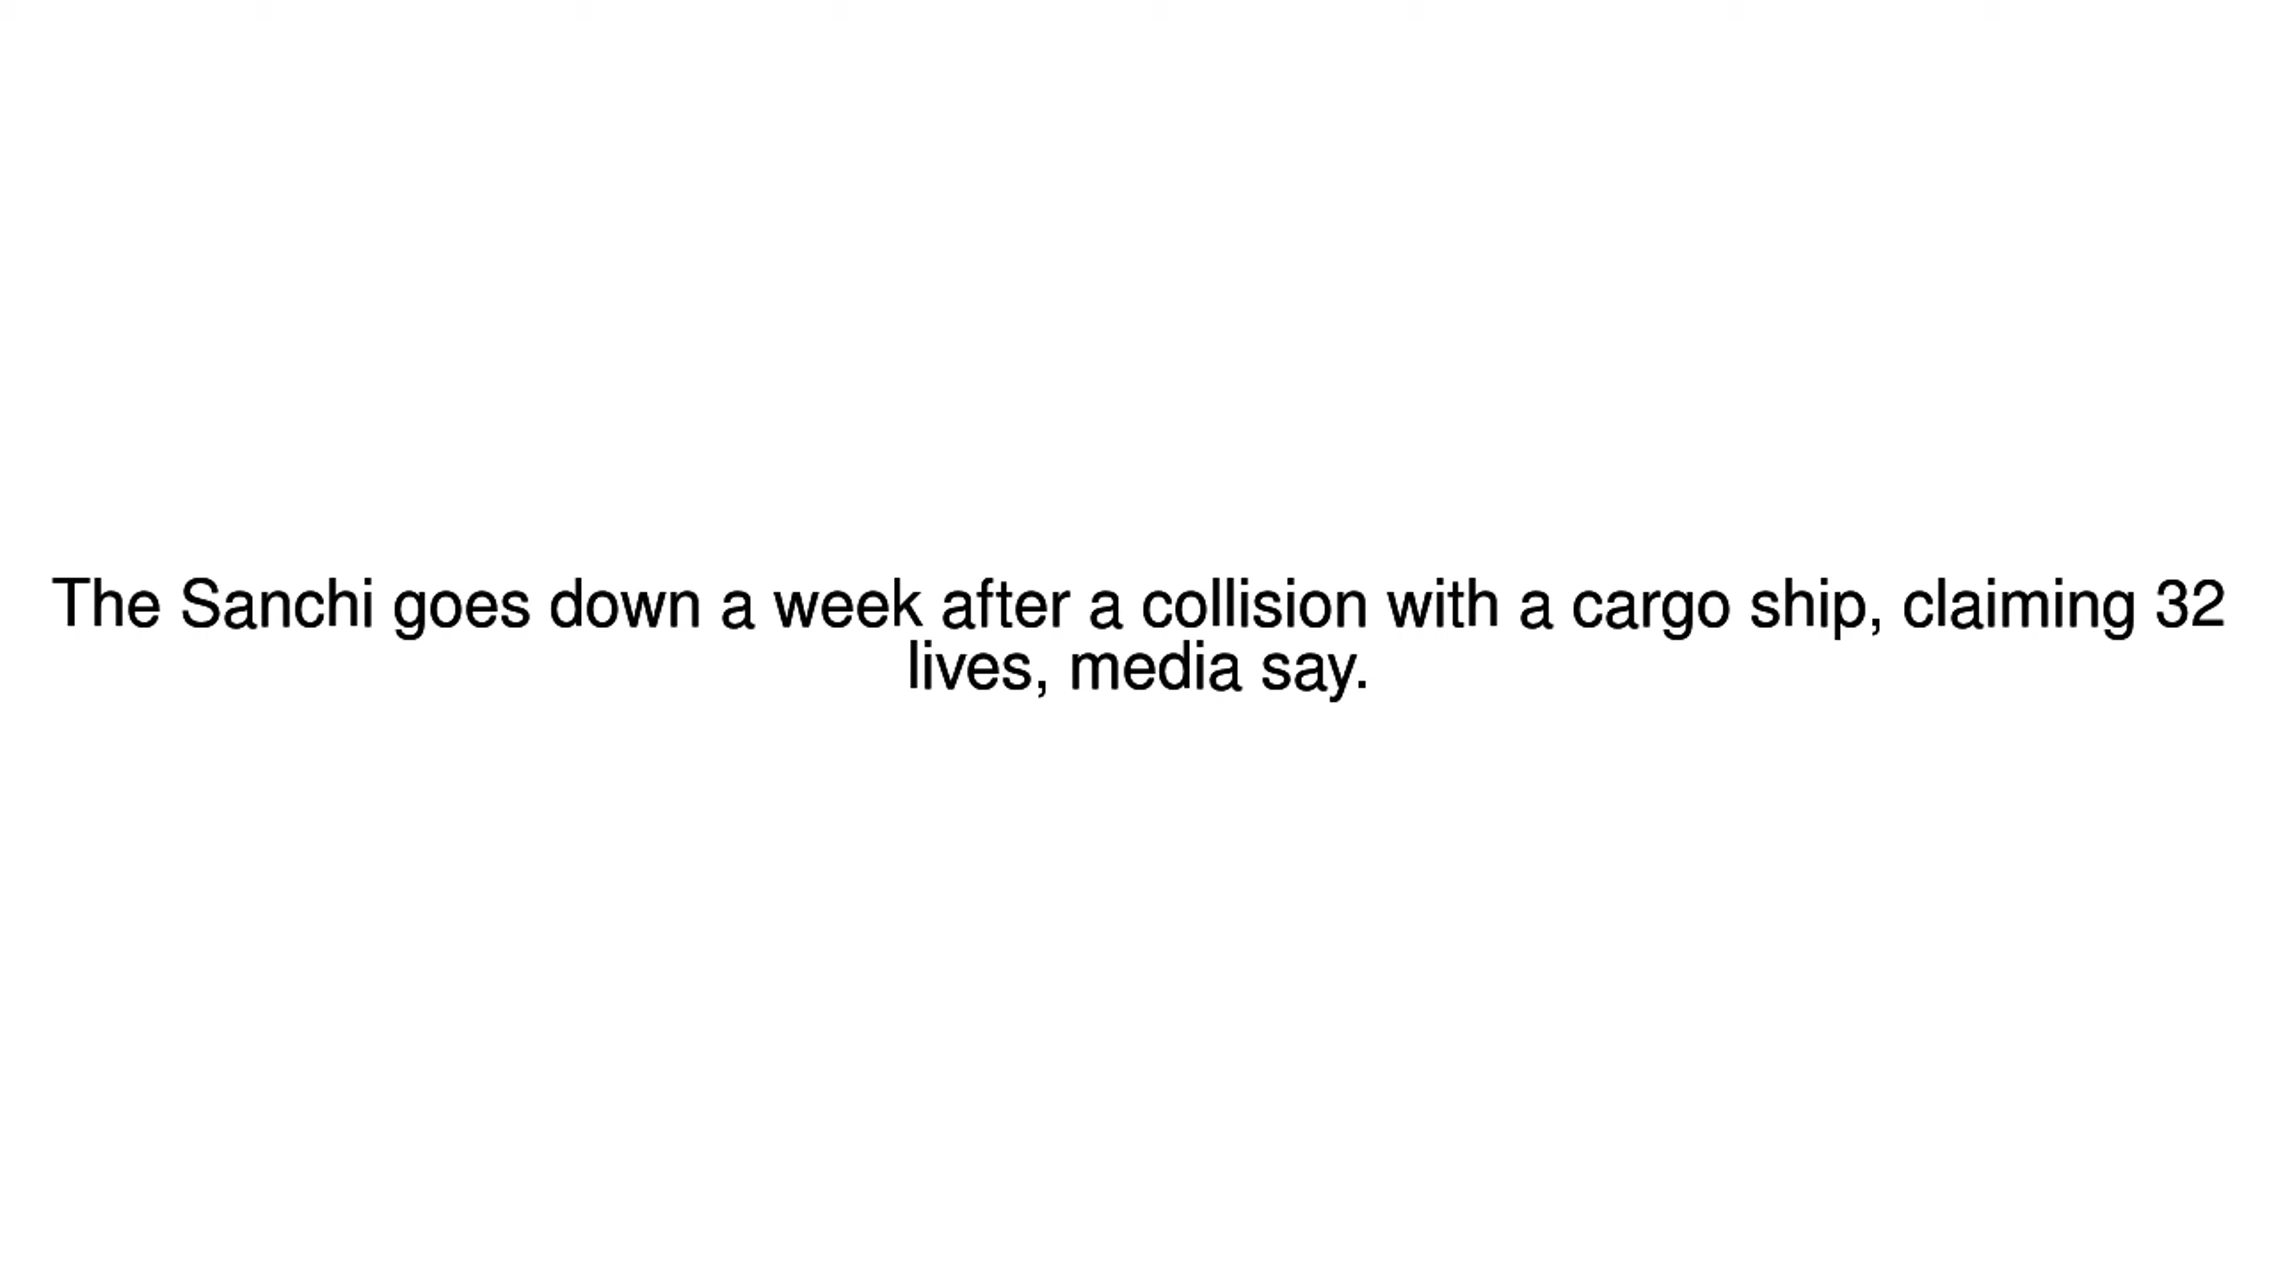 The Sanchi goes down a week after a collision with a cargo ship, claiming 32
lives, media say.